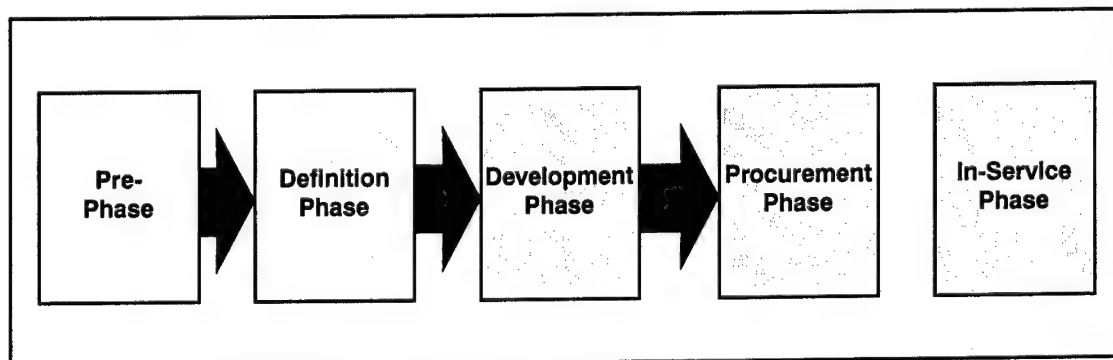 Pre-
Phase
Definition
Phase
Development
Phase
Procurement
Phase
In-Service
Phase